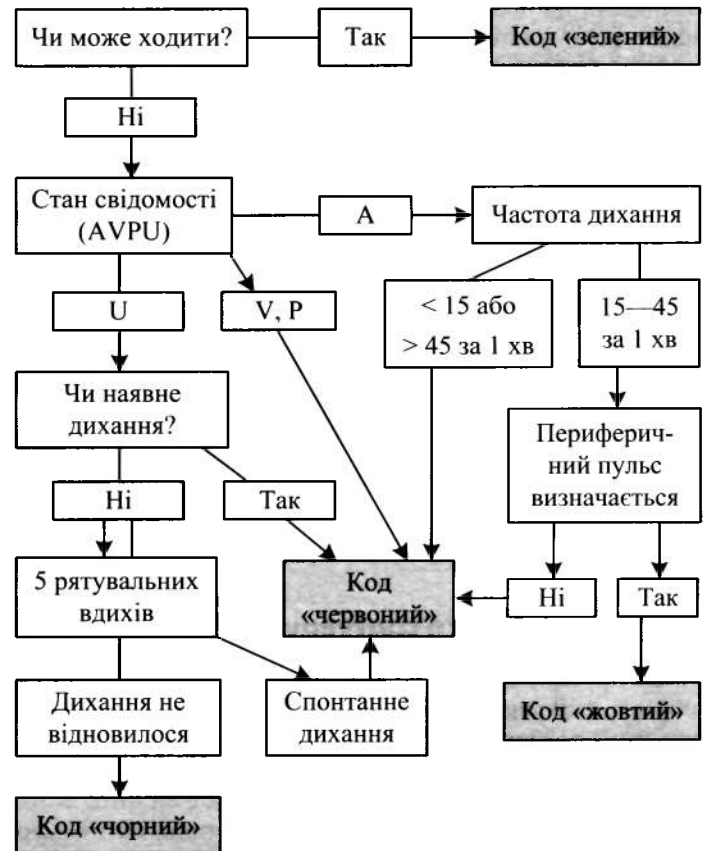 Чи може ходити?
Так
Код «зелений»
Ні
Стан свідомості
(AVPU)
А
Частота дихання
U
V, P
< 15 або
> 45 за 1 хв
15—45
за 1 хв
Чи наявне
дихання?
Периферич-
ний пульс
визначається
Ні
Так
5 рятувальних
вдихів
Код
«червоний»
Ні
Так
Дихання не
відновилося
Спонтанне
дихання
Код «жовтий»
Код «чорний»